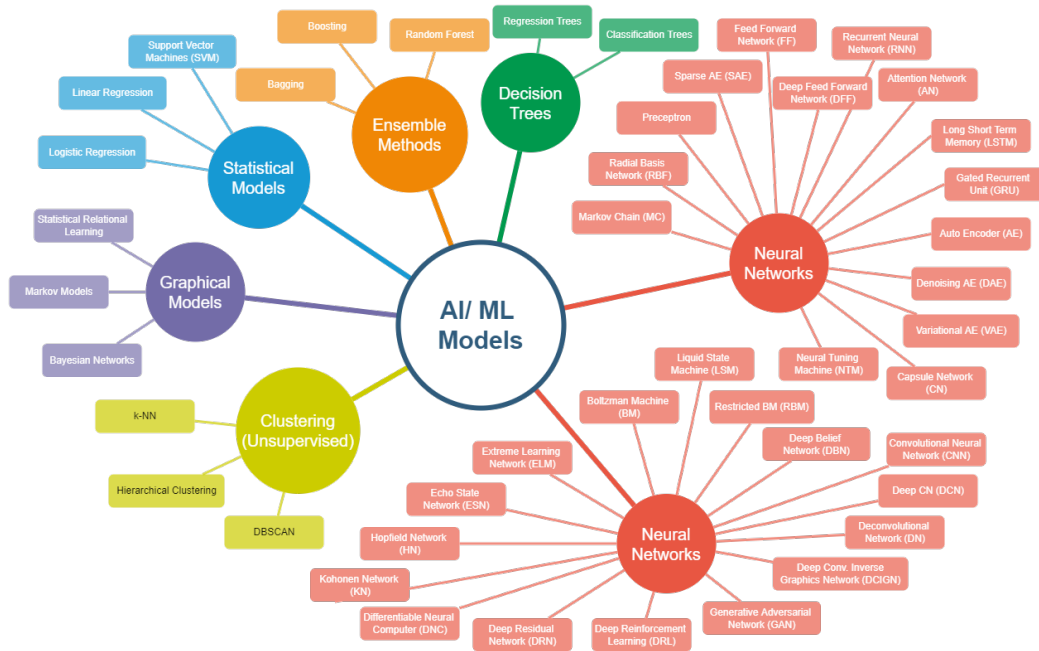 Boosting
Random Forest
Bagging
Ensemble
Methods
Regression Trees
Classification Trees
Decision
Trees
Support Vector
Machines (SVM)
Linear Regression
Logistic Regression
Statistical
Models
Statistical Relational
Learning
Markov Models
Bayesian Networks
Graphical
Models
k-NN
Hierarchical Clustering
DBSCAN
Clustering
(Unsupervised)
AI/ ML
Models
Feed Forward
Network (FF)
Recurrent Neural
Network (RNN)
Sparse AE (SAE)
Deep Feed Forward
Network (DFF)
Attention Network
(AN)
Preceptron
Long Short Term
Memory (LSTM)
Radial Basis
Network (RBF)
Gated Recurrent
Unit (GRU)
Markov Chain (MC)
Auto Encoder (AE)
Neural
Networks
Denoising AE (DAE)
Variational AE (VAE)
Neural Tuning
Machine (NTM)
Capsule Network
(CN)
Liquid State
Machine (LSM)
Boltzman Machine
(BM)
Restricted BM (RBM)
Deep Belief
Network (DBN)
Convolutional Neural
Network (CNN)
Extreme Learning
Network (ELM)
Deep CN (DCN)
Echo State
Network (ESN)
Deconvolutional
Network (DN)
Hopfield Network
(HN)
Neural
Networks
Deep Conv. Inverse
Graphics Network (DCIGN)
Kohonen Network
(KN)
Differentiable Neural
Computer (DNC)
Deep Residual
Network (DRN)
Deep Reinforcement
Learning (DRL)
Generative Adversarial
Network (GAN)